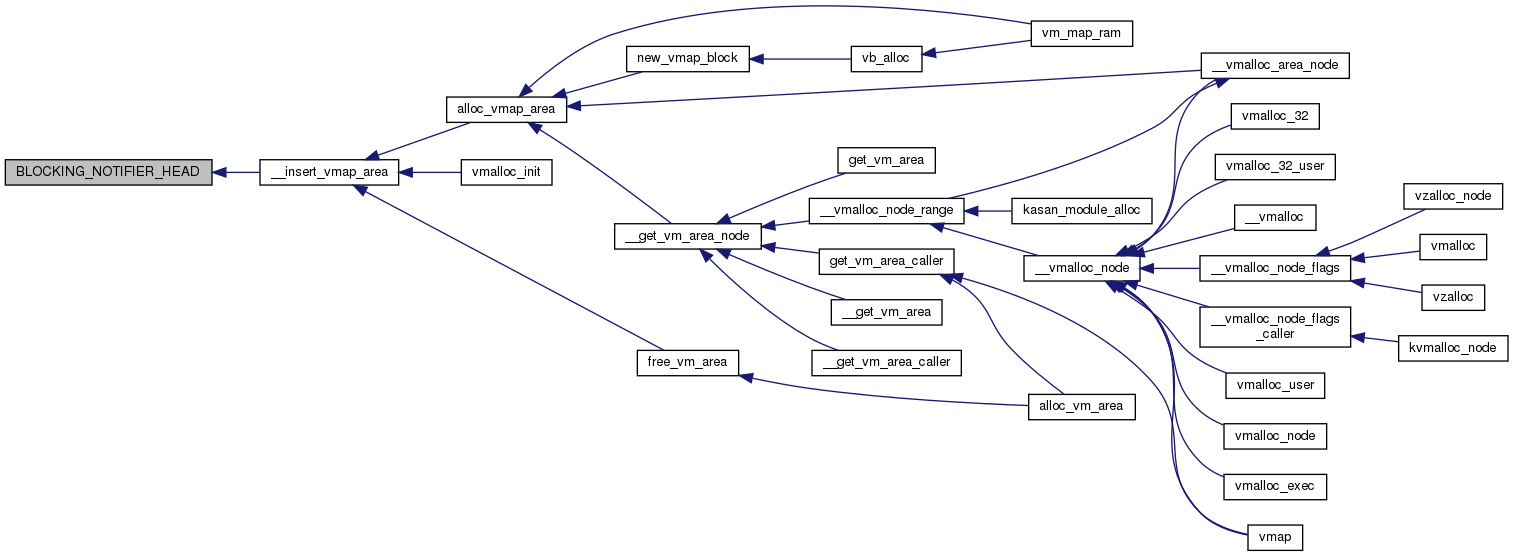 vm_map_ram
new_vmap_block
vb_alloc
__vmalloc_area_node
alloc_vmap_area
vmalloc_32
get_vm_area
BLOCKING_NOTIFIER_HEAD
__insert_vmap_area
vmalloc_init
vmalloc_32_user
vzalloc_node
__vmalloc_node_range
kasan_module_alloc
__vmalloc
__get_vm_area_node
vmalloc
get_vm_area_caller
__vmalloc_node
__vmalloc_node_flags
vzalloc
__get_vm_area
__vmalloc_node_flags
_caller
kvmalloc_node
free_vm_area
__get_vm_area_caller
vmalloc_user
alloc_vm_area
vmalloc_node
vmalloc_exec
vmap